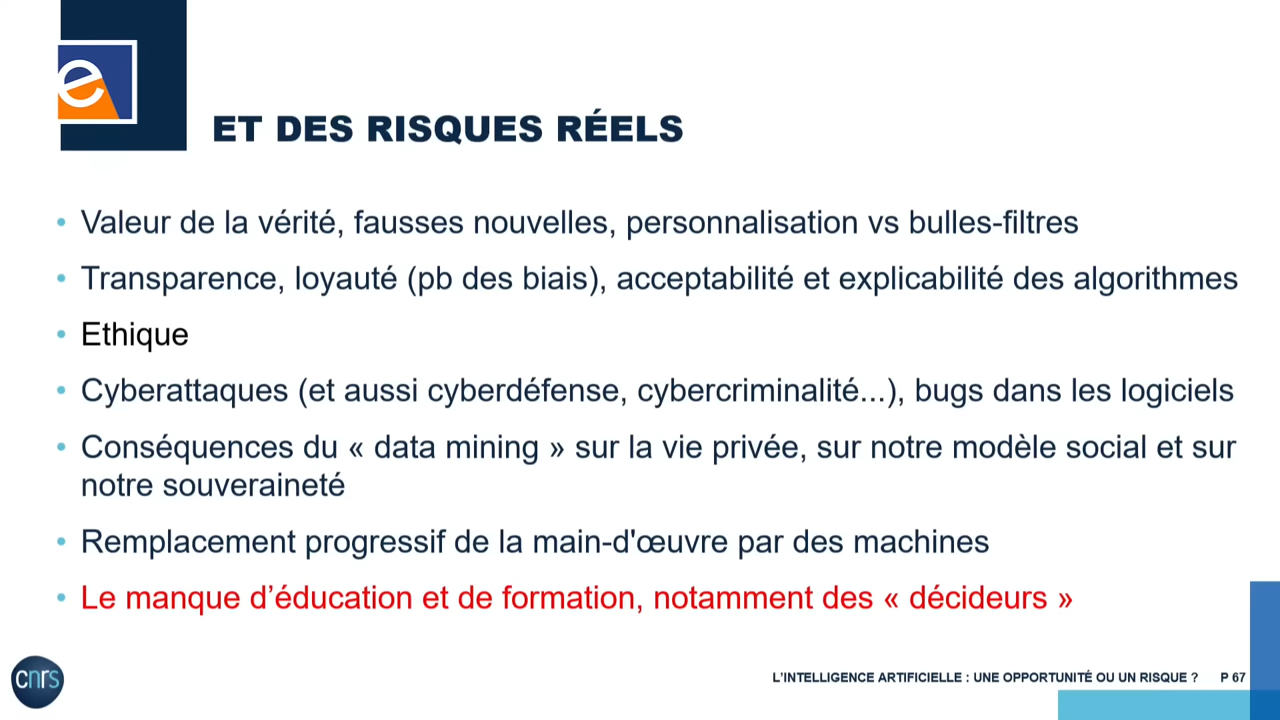 e
ET DES RISQUES RÉELS
• Valeur de la vérité, fausses nouvelles, personnalisation vs bulles-filtres
• Transparence, loyauté (pb des biais), acceptabilité et explicabilité des algorithmes
• Ethique
• Cyberattaques (et aussi cyberdéfense, cybercriminalité...), bugs dans les logiciels
• Conséquences du « data mining » sur la vie privée, sur notre modèle social et sur
notre souveraineté
• Remplacement progressif de la main-d'œuvre par des machines
• Le manque d’éducation et de formation, notamment des « décideurs »
cnrs
L’INTELLIGENCE ARTIFICIELLE : UNE OPPORTUNITÉ OU UN RISQUE ? P 67